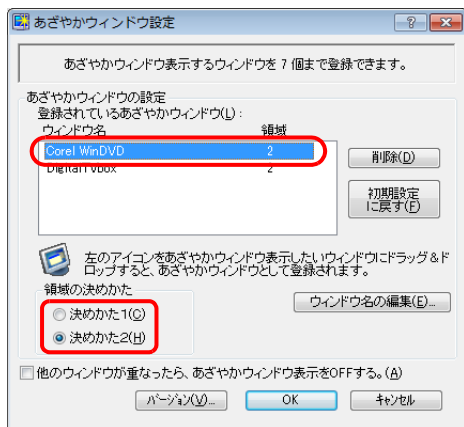 あざやかウィンドウ設定
あざやかウィンドウ表示するウィンドウを 7 個まで登録できます。
あざやかウィンドウの設定
登録されているあざやかウィンドウ(L):
ウィンドウ名 領域
Corel WinDVD 2
DigitalTVbox 2
削除(D)
初期設定
に戻す(F)
左のアイコンをあざやかウィンドウ表示したいウィンドウにドラッグ&ド
ロップすると、あざやかウィンドウとして登録されます。
領域の決めかた
ウィンドウ名の編集(E)...
決めかた1(C)
決めかた2(H)
他のウィンドウが重なったら、あざやかウィンドウ表示をOFFする。(A)
バージョン(V)... OK キャンセル